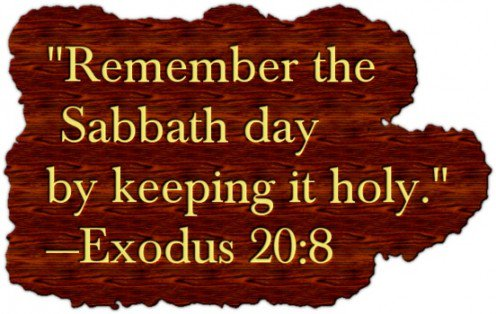 "Remember the
Sabbath day
by keeping it holy."
—Exodus 20:8